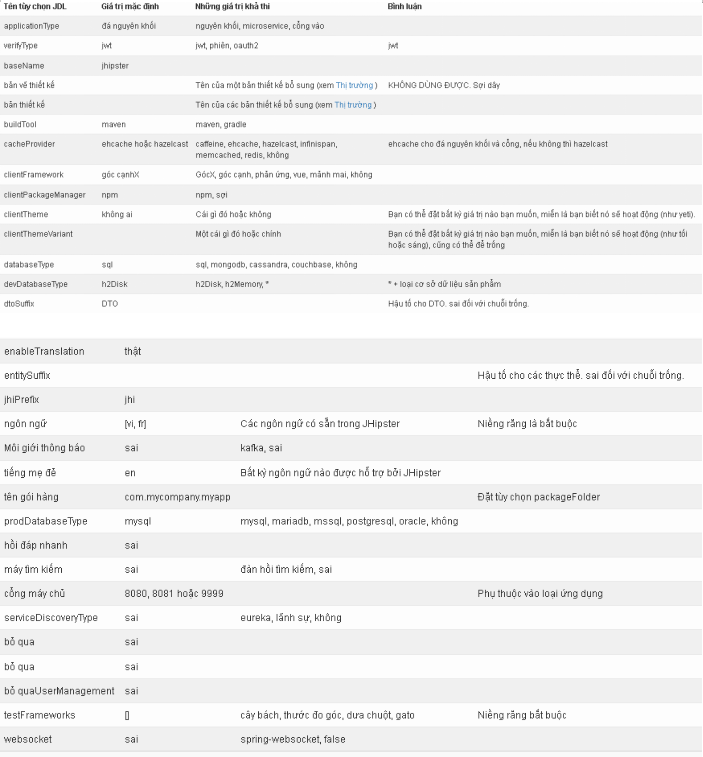 Tên tùy chọn JDL Giá trị mặc định Những giá trị khả thi Bình luận
applicationType đá nguyên khối nguyên khối, microservice, cổng vào
verifyType jwt jwt, phiên, oauth2 jwt
baseName jhipster
bản vẽ thiết kế Tên của một bản thiết kế bổ sung (xem Thị trường ) KHÔNG DÙNG ĐƯỢC. Sợi dây
bản thiết kế Tên của các bản thiết kế bổ sung (xem Thị trường )
buildTool maven maven, gradle
cacheProvider ehcache hoặc hazelcast caffeine, ehcache, hazelcast, infinispan, ehcache cho đá nguyên khối và cổng, nếu không thì hazelcast
memcached, redis, không
clientFramework góc cạnhX GócX, góc cạnh, phản ứng, vue, mảnh mai, không
clientPackageManager npm npm, sợi
clientTheme không ai Cái gì đó hoặc không Bạn có thể đặt bất kỳ giá trị nào bạn muốn, miễn là bạn biết nó sẽ hoạt động (như yeti).
clientThemeVariant Một cái gì đó hoặc chính Bạn có thể đặt bất kỳ giá trị nào bạn muốn, miễn là bạn biết nó sẽ hoạt động (như tối
hoặc sáng), cũng có thể để trống
databaseType sql sql, mongodb, cassandra, couchbase, không
devDatabaseType h2Disk h2Disk, h2Memory, * * + loại cơ sở dữ liệu sản phẩm
dtoSuffix DTO Hậu tố cho DTO. sai đối với chuỗi trống.
enableTranslation thật
entitySuffix Hậu tố cho các thực thể. sai đối với chuỗi trống.
jhiPrefix jhi
ngôn ngữ [vi, fr] Các ngôn ngữ có sẵn trong JHipster Niềng răng là bắt buộc
Môi giới thông báo sai kafka, sai
tiếng mẹ đẻ en Bất kỳ ngôn ngữ nào được hỗ trợ bởi JHipster
tên gói hàng com.mycompany.myapp Đặt tùy chọn packageFolder
prodDatabaseType mysql mysql, mariadb, mssql, postgresql, oracle, không
hồi đáp nhanh sai
máy tìm kiếm sai đàn hồi tìm kiếm, sai
cổng máy chủ 8080, 8081 hoặc 9999 Phụ thuộc vào loại ứng dụng
serviceDiscoveryType sai eureka, lãnh sự, không
bỏ qua sai
bỏ qua sai
bỏ quaUserManagement sai
testFrameworks [] cây bách, thước đo góc, dưa chuột, gato Niềng răng bắt buộc
websocket sai spring-websocket, false